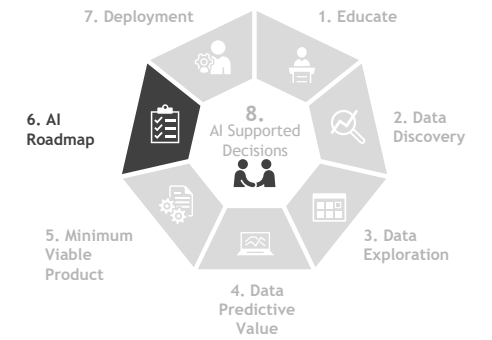 7. Deployment
1. Educate
6. AI
Roadmap
8.
AI Supported
Decisions
2. Data
Discovery
5. Minimum
Viable
Product
3. Data
Exploration
4. Data
Predictive
Value